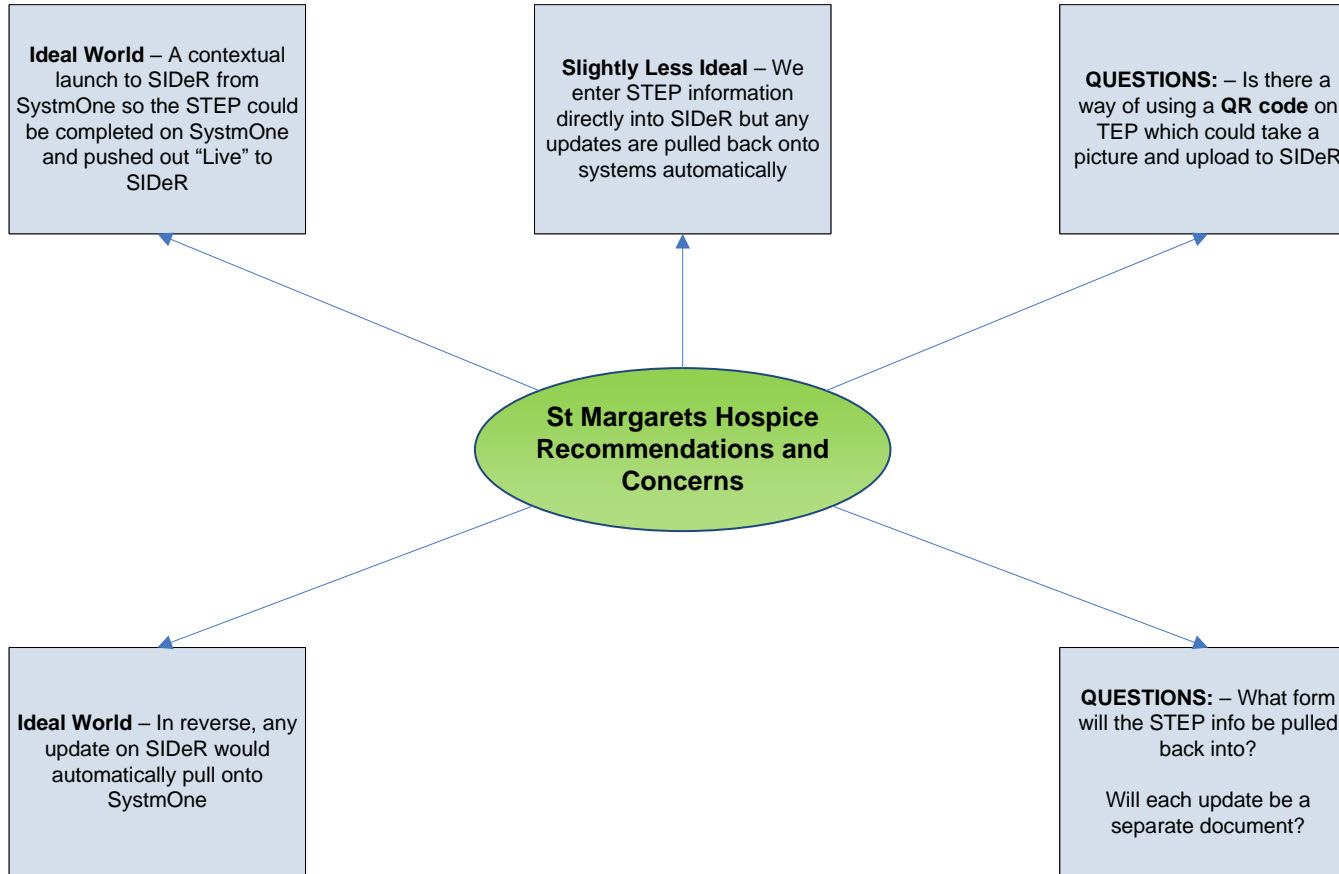 Ideal World – A contextual
launch to SIDeR from
SystmOne so the STEP could
be completed on SystmOne
and pushed out “Live” to
SIDeR
Slightly Less Ideal – We
enter STEP information
directly into SIDeR but any
updates are pulled back onto
systems automatically
QUESTIONS: – Is there a
way of using a QR code on
TEP which could take a
picture and upload to SIDeR
St Margarets Hospice
Recommendations and
Concerns
Ideal World – In reverse, any
update on SIDeR would
automatically pull onto
SystmOne
QUESTIONS: – What form
will the STEP info be pulled
back into?
Will each update be a
separate document?